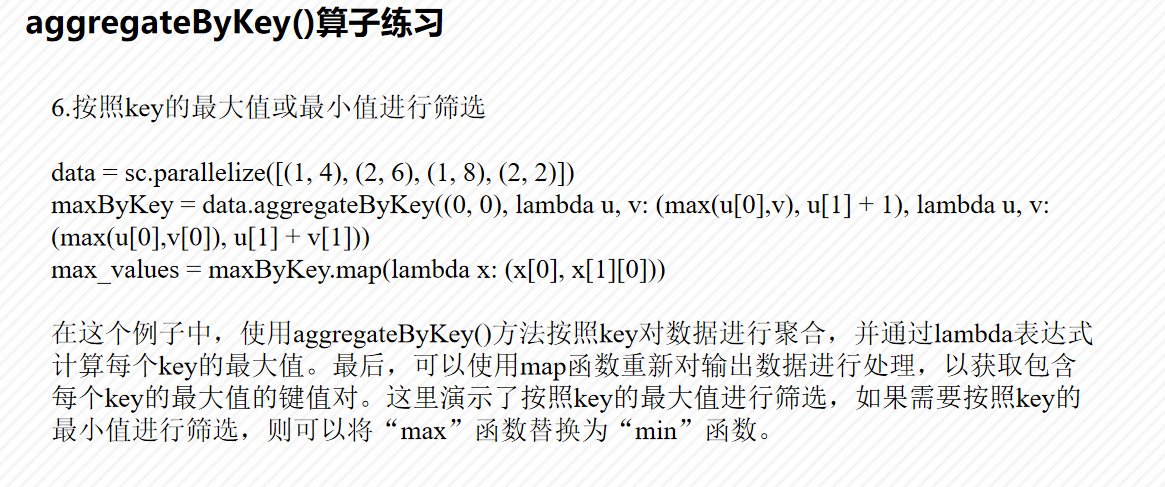 aggregateByKey()算子练习
6.按照key的最大值或最小值进行筛选
data = sc.parallelize([(1, 4), (2, 6), (1, 8), (2, 2)])
maxByKey = data.aggregateByKey((0, 0), lambda u, v: (max(u[0],v), u[1] + 1), lambda u, v:
(max(u[0],v[0]), u[1] + v[1]))
max_values = maxByKey.map(lambda x: (x[0], x[1][0]))
在这个例子中，使用aggregateByKey()方法按照key对数据进行聚合，并通过lambda表达式
计算每个key的最大值。最后，可以使用map函数重新对输出数据进行处理，以获取包含
每个key的最大值的键值对。这里演示了按照key的最大值进行筛选，如果需要按照key的
最小值进行筛选，则可以将“max”函数替换为“min”函数。